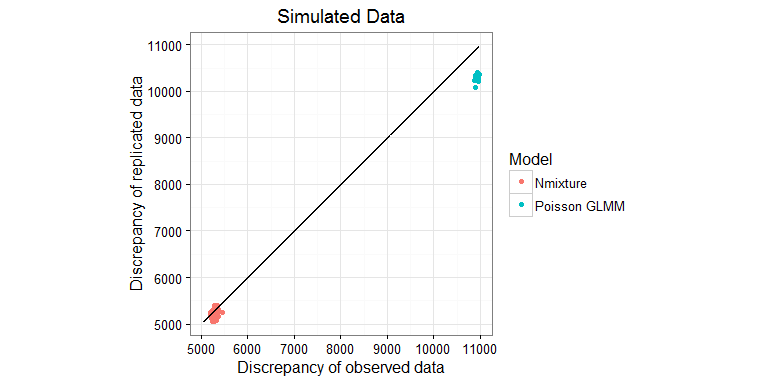 Simulated Data
Discrepancy of replicated data
11000
10000
9000
8000
7000
6000
5000
5000 6000 7000 8000 9000 10000 11000
Discrepancy of observed data
Model
Nmixture
Poisson GLMM